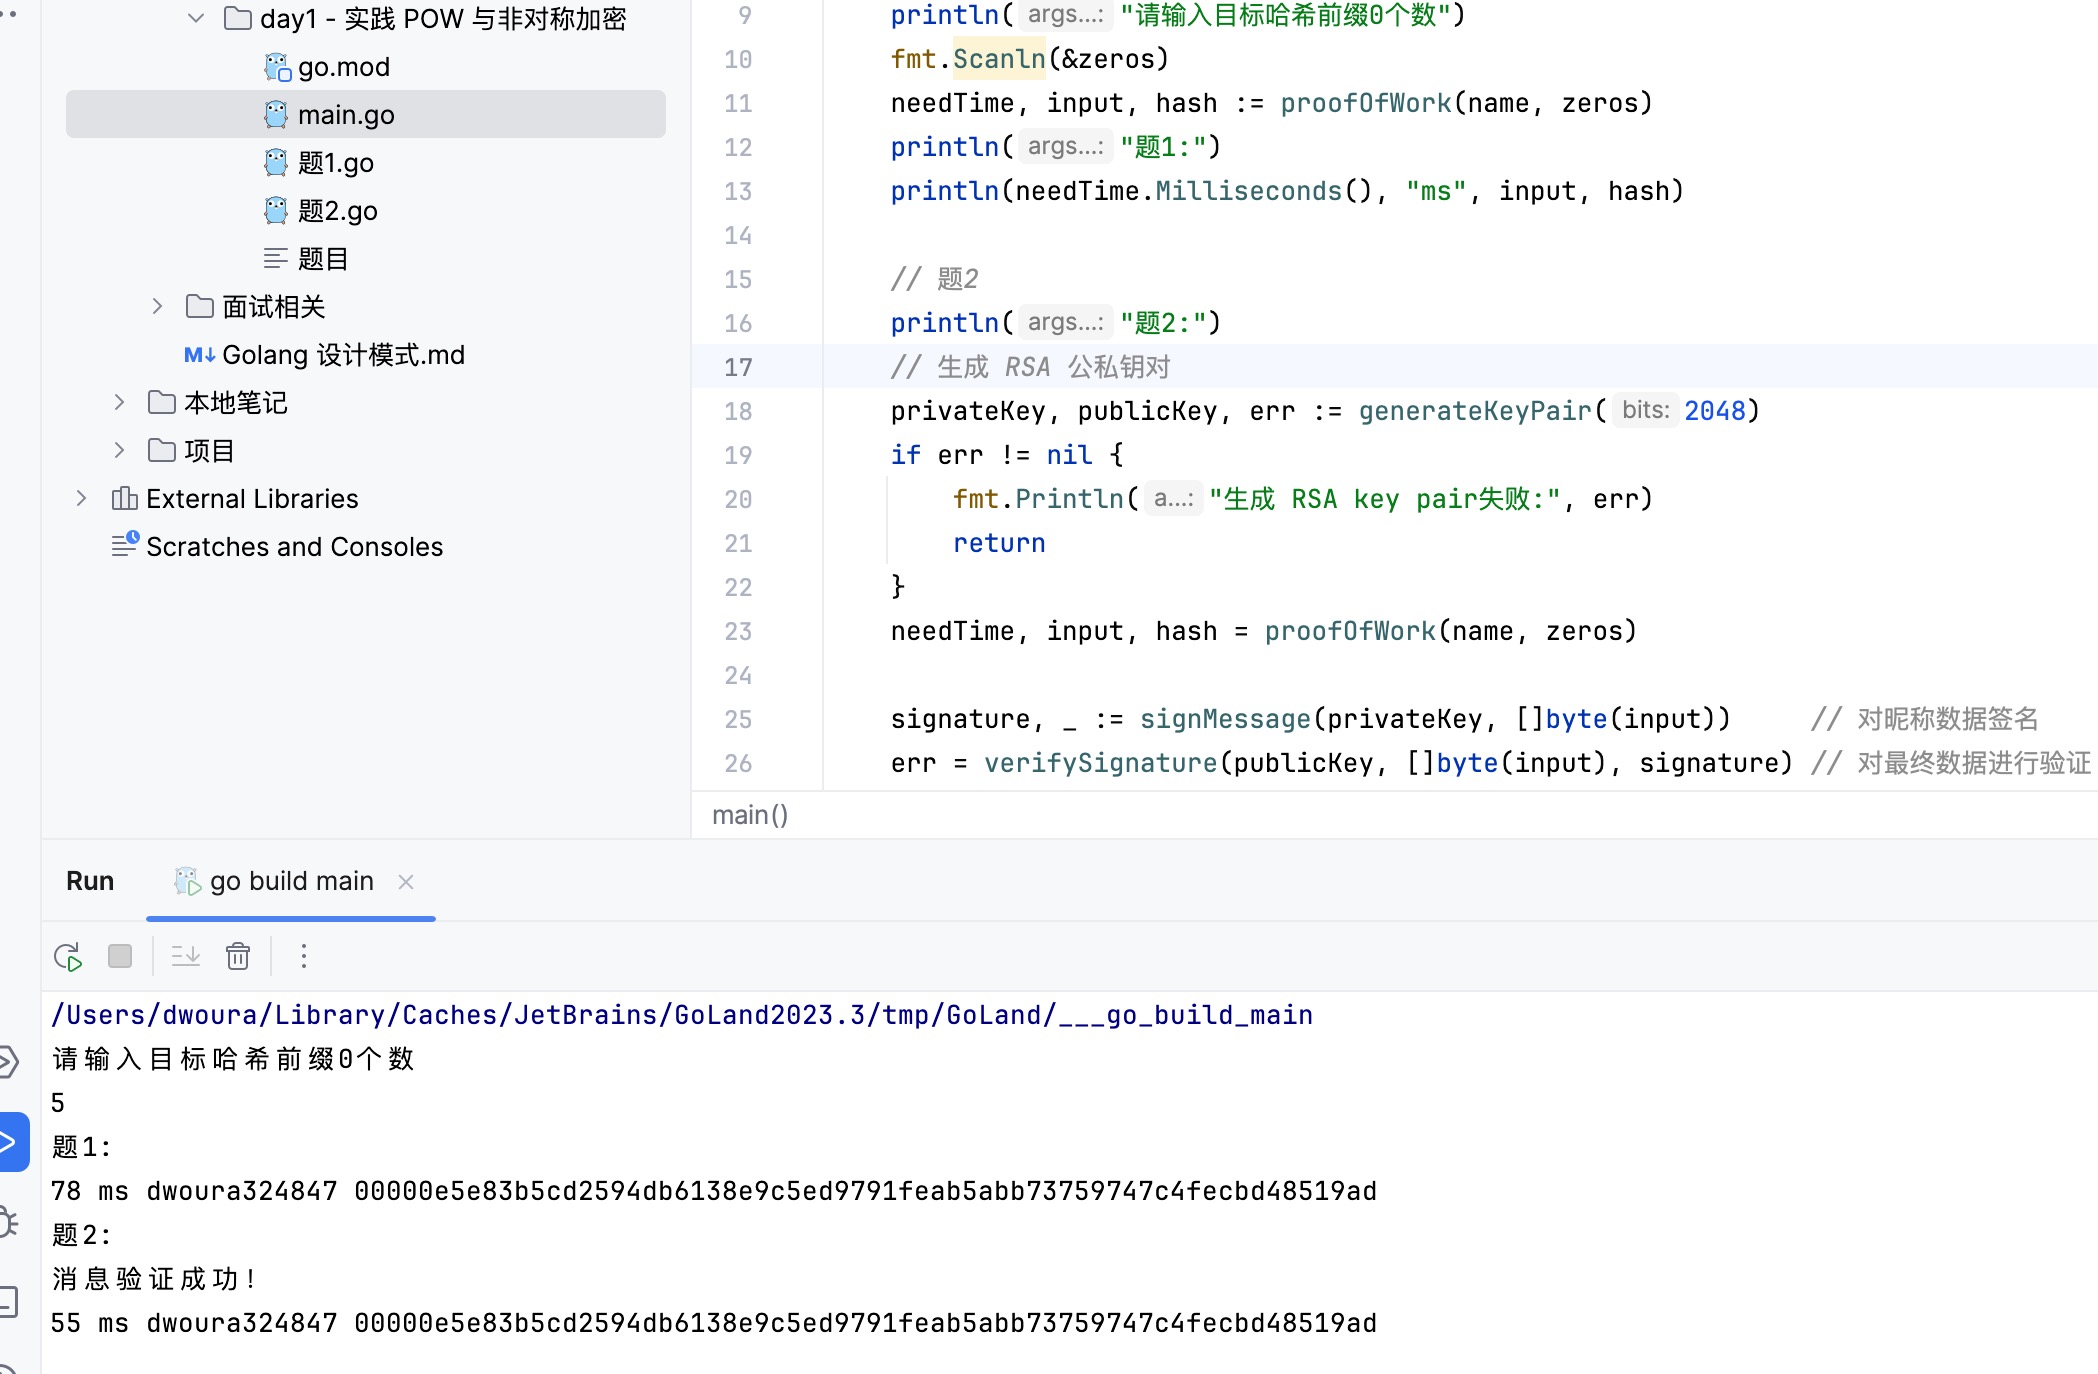 day1 - 实践 POW 与非对称加密
go.mod
main.go
题1.go
题2.go
题目
面试相关
M↓ Golang 设计模式.md
本地笔记
项目
External Libraries
Scratches and Consoles
9 println( args...: "请输入目标哈希前缀0个数")
10 fmt.Scanln(&zeros)
11 needTime, input, hash := proofOfWork(name, zeros)
12 println( args...: "题1:")
13 println(needTime.Milliseconds(), "ms", input, hash)
14
15 // 题2
16 println( args...: "题2:")
17 // 生成 RSA 公私钥对
18 privateKey, publicKey, err := generateKeyPair( bits: 2048)
19 if err != nil {
20 fmt.Println( a...: "生成 RSA key pair失败:", err)
21 return
22 }
23 needTime, input, hash = proofOfWork(name, zeros)
24
25 signature, _ := signMessage(privateKey, []byte(input)) // 对昵称数据签名
26 err = verifySignature(publicKey, []byte(input), signature) // 对最终数据进行验证
main()
Run go build main
/Users/dwoura/Library/Caches/JetBrains/GoLand2023.3/tmp/GoLand/___go_build_main
请输入目标哈希前缀0个数
5
题1:
78 ms dwoura324847 00000e5e83b5cd2594db6138e9c5ed9791feab5abb73759747c4fecbd48519ad
题2:
消息验证成功!
55 ms dwoura324847 00000e5e83b5cd2594db6138e9c5ed9791feab5abb73759747c4fecbd48519ad